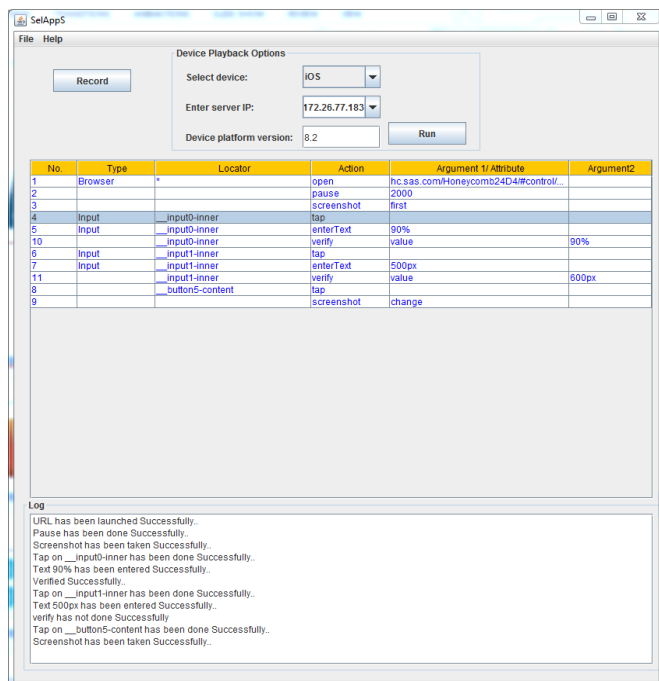 SelAppS
File Help
Device Playback Options
Record
Select device: iOS
Enter server IP: 172.26.77.183
Device platform version: 8.2 Run
No. Type Locator Action Argument 1/ Attribute Argument2
1 Browser * open hc.sas.com/Honeycomb24D4/#control/...
2 pause 2000
3 screenshot first
4 Input __input0-inner tap
5 Input __input0-inner enterText 90%
10 __input0-inner verify value 90%
6 Input __input1-inner tap
7 Input __input1-inner enterText 500px
11 __input1-inner verify value 600px
8 __button5-content tap
9 screenshot change
Log
URL has been launched Successfully..
Pause has been done Successfully..
Screenshot has been taken Successfully..
Tap on __input0-inner has been done Successfully..
Text 90% has been entered Successfully..
Verified Successfully..
Tap on __input1-inner has been done Successfully..
Text 500px has been entered Successfully..
verify has not done Successfully
Tap on __button5-content has been done Successfully..
Screenshot has been taken Successfully..